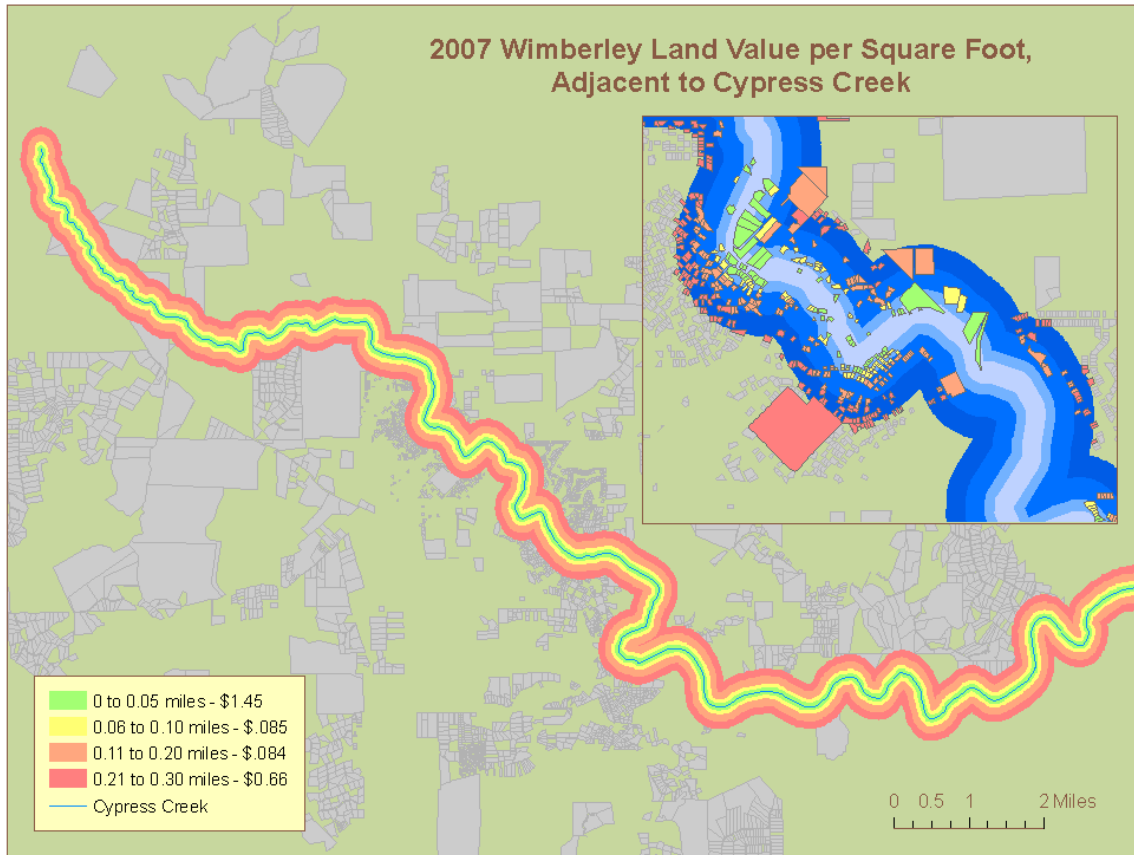 2007 Wimberley Land Value per Square Foot,
Adjacent to Cypress Creek
0 to 0.05 miles - $1.45
0.06 to 0.10 miles - $.085
0.11 to 0.20 miles - $.084
0.21 to 0.30 miles - $0.66
Cypress Creek
0 0.5 1 2 Miles